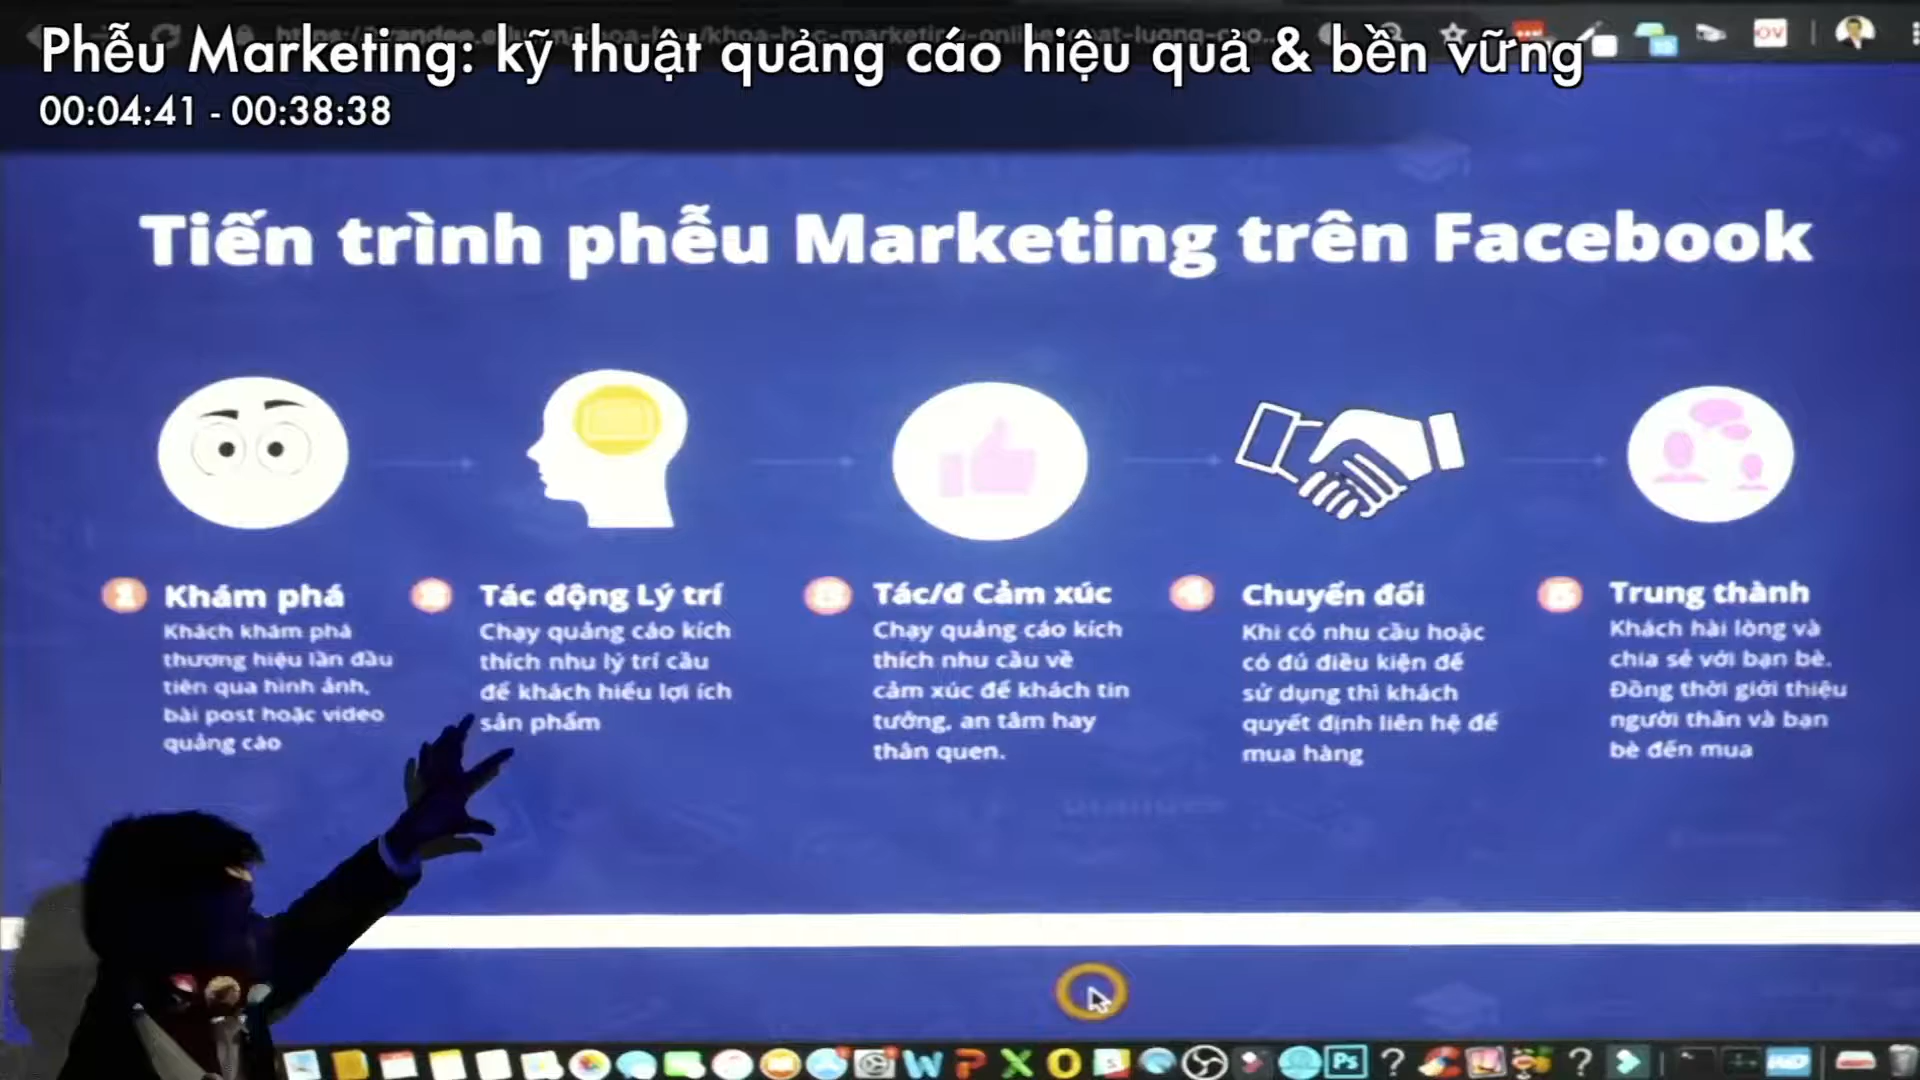 Phễu Marketing: kỹ thuật quảng cáo hiệu quả & bền vững
00:04:41 - 00:38:38
Tiến trình phễu Marketing trên Facebook
1 Khám phá
Khách khám phá
thương hiệu lần đầu
tiên qua hình ảnh,
bài post hoặc video
quảng cáo
2 Tác động Lý trí
Chạy quảng cáo kích
thích nhu lý trí cầu
để khách hiểu lợi ích
sản phẩm
3 Tác/đ Cảm xúc
Chạy quảng cáo kích
thích nhu cầu về
cảm xúc để khách tin
tưởng, an tâm hay
thân quen.
4 Chuyển đổi
Khi có nhu cầu hoặc
có đủ điều kiện để
sử dụng thì khách
quyết định liên hệ để
mua hàng
5 Trung thành
Khách hài lòng và
chia sẻ với bạn bè.
Đồng thời giới thiệu
người thân và bạn
bè đến mua
W P X O S Ps ? ?